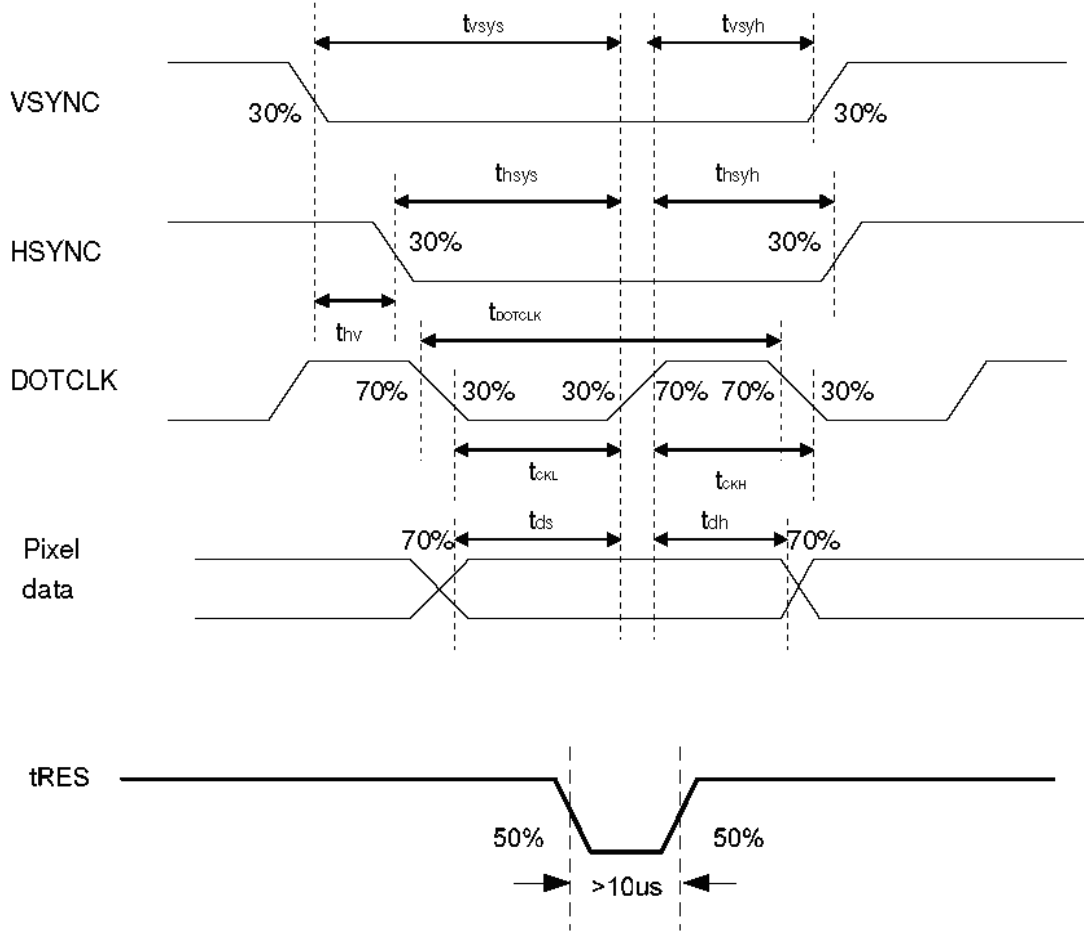 tvsys tvsyh
VSYNC
30% 30%
thsys thsyh
HSYNC
30% 30%
thv tDOTCLK
DOTCLK
70% 30% 30% 70% 70% 30%
tCKL tCKH
tds tdh
Pixel
data
70% 70%
tRES
50% 50%
>10us